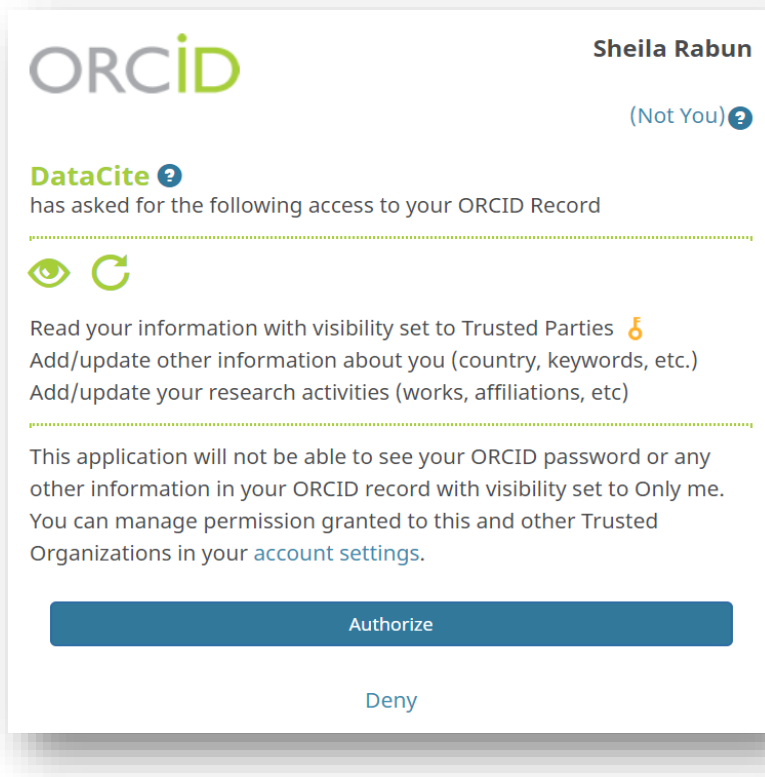 ORCID
Sheila Rabun
(Not You) ?
DataCite ?
has asked for the following access to your ORCID Record
Read your information with visibility set to Trusted Parties
Add/update other information about you (country, keywords, etc.)
Add/update your research activities (works, affiliations, etc)
This application will not be able to see your ORCID password or any
other information in your ORCID record with visibility set to Only me.
You can manage permission granted to this and other Trusted
Organizations in your account settings.
Authorize
Deny